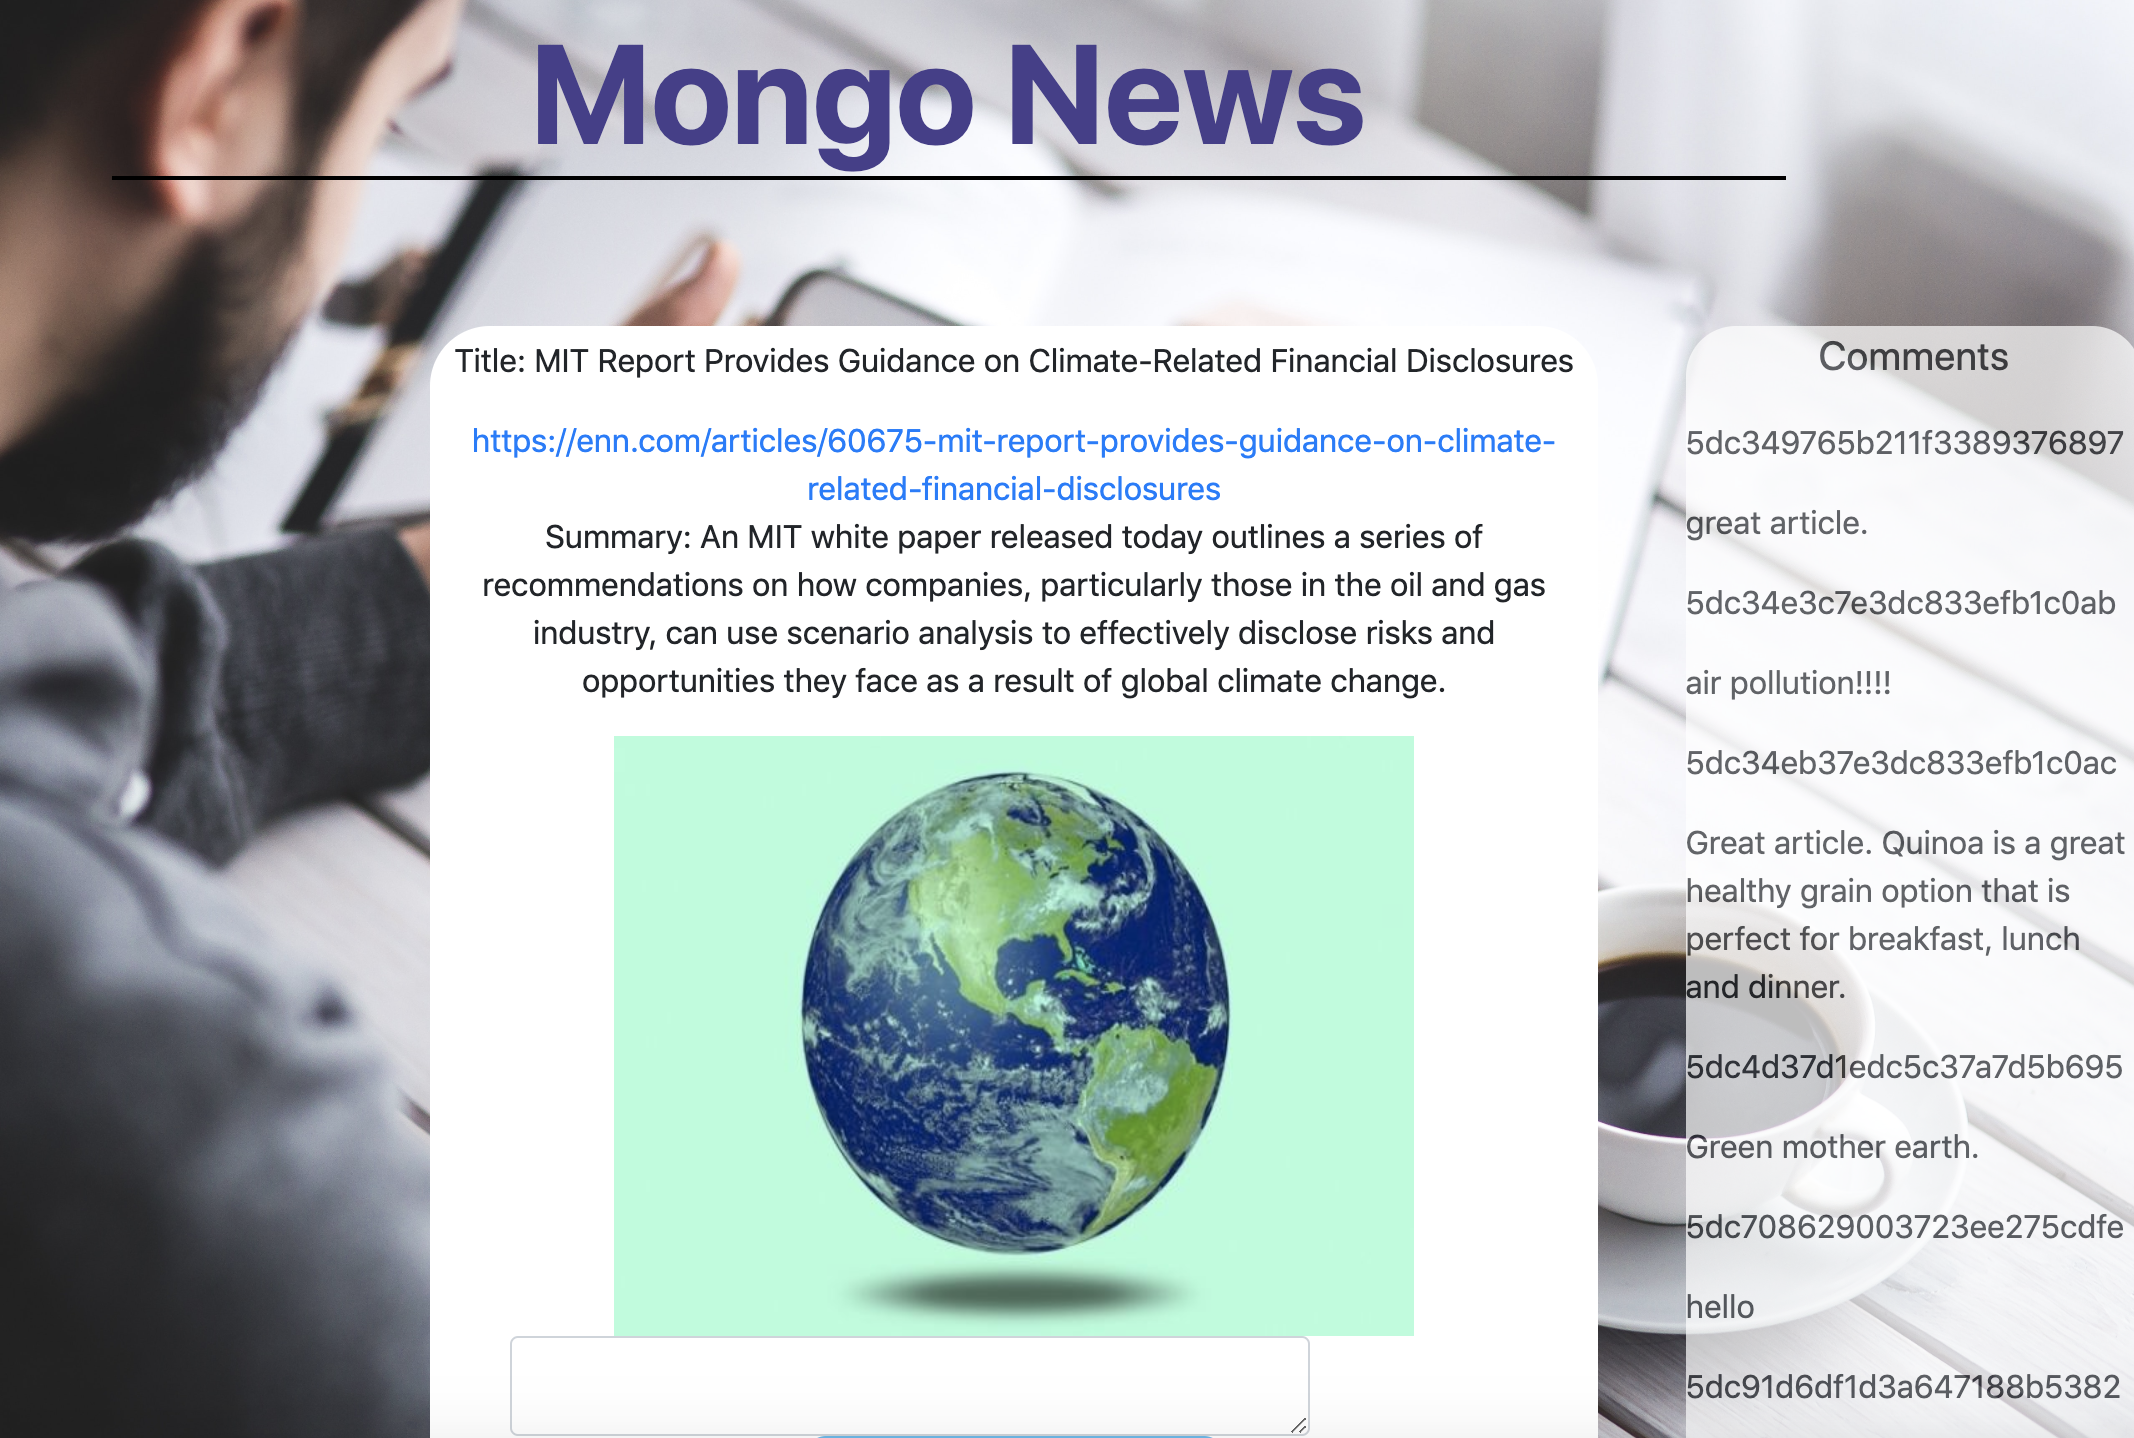 Mongo News
Title: MIT Report Provides Guidance on Climate-Related Financial Disclosures
https://enn.com/articles/60675-mit-report-provides-guidance-on-climate-
related-financial-disclosures
Summary: An MIT white paper released today outlines a series of
recommendations on how companies, particularly those in the oil and gas
industry, can use scenario analysis to effectively disclose risks and
opportunities they face as a result of global climate change.
Comments
5dc349765b211f3389376897
great article.
5dc34e3c7e3dc833efb1c0ab
air pollution!!!!
5dc34eb37e3dc833efb1c0ac
Great article. Quinoa is a great
healthy grain option that is
perfect for breakfast, lunch
and dinner.
5dc4d37d1edc5c37a7d5b695
Green mother earth.
5dc708629003723ee275cdfe
hello
5dc91d6df1d3a647188b5382